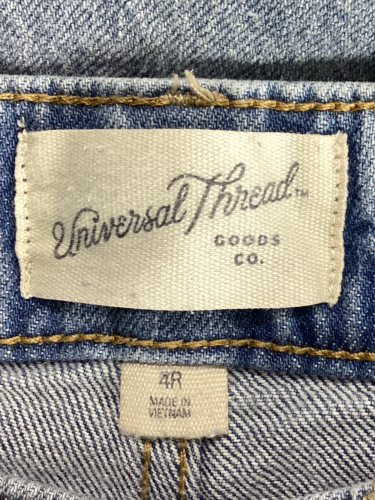 Universal Thread™
GOODS
CO.
4R
MADE IN
VIETNAM